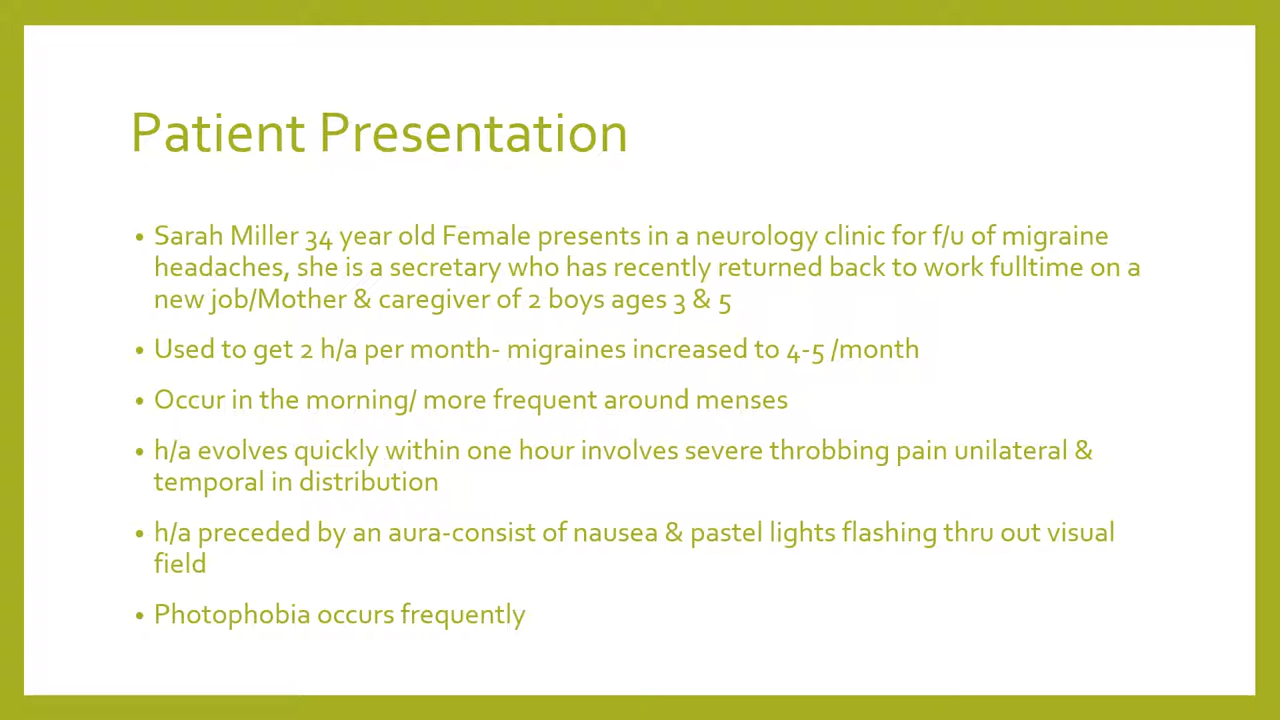 Patient Presentation
• Sarah Miller 34 year old Female presents in a neurology clinic for f/u of migraine
headaches, she is a secretary who has recently returned back to work fulltime on a
new job/Mother & caregiver of 2 boys ages 3 & 5
• Used to get 2 h/a per month- migraines increased to 4-5 /month
• Occur in the morning/ more frequent around menses
• h/a evolves quickly within one hour involves severe throbbing pain unilateral &
temporal in distribution
• h/a preceded by an aura-consist of nausea & pastel lights flashing thru out visual
field
• Photophobia occurs frequently